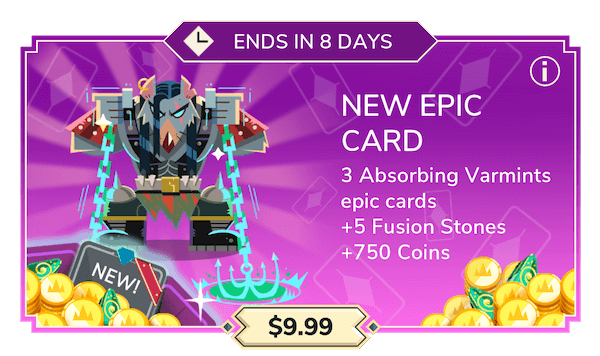 ENDS IN 8 DAYS
NEW EPIC
CARD
3 Absorbing Varmints
epic cards
+5 Fusion Stones
+750 Coins
NEW!
$9.99